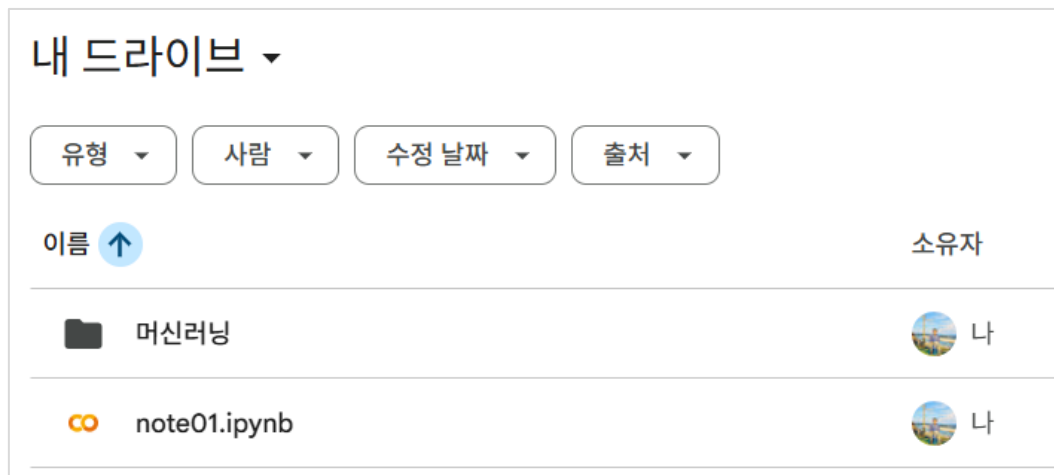 내 드라이브
유형 사람 수정 날짜 출처
이름 소유자
머신러닝 나
CO note01.ipynb 나